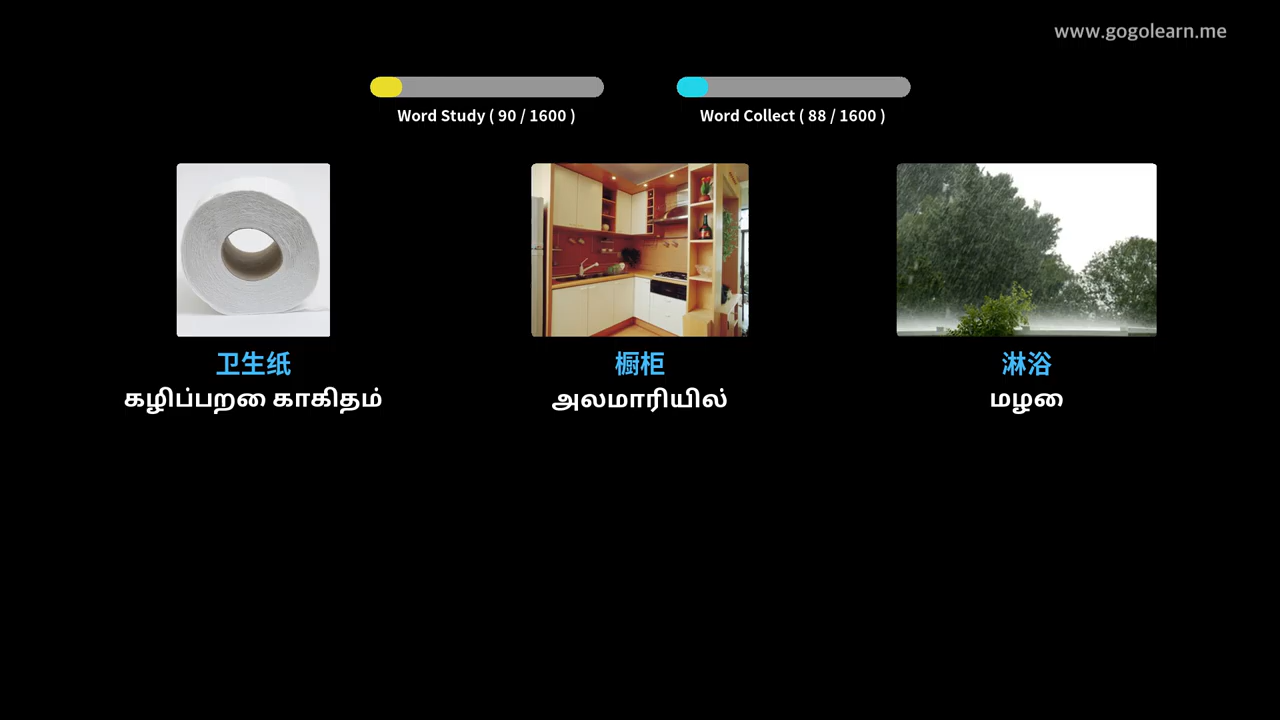 www.gogolearn.me
Word Study ( 90 / 1600 )
Word Collect ( 88 / 1600 )
卫生纸
橱柜
淋浴
கழிப்பறை காகிதம்
அலமாரியில்
மழை